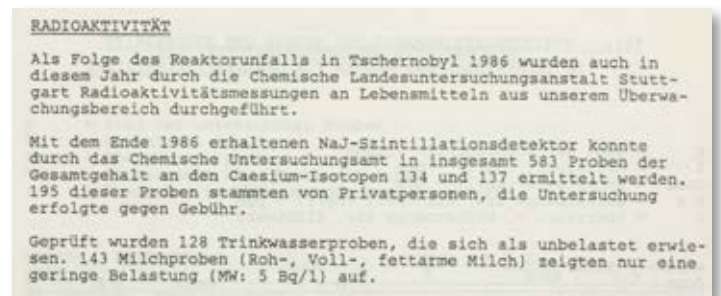 RADIOAKTIVITÄT
Als Folge des Reaktorunfalls in Tschernobyl 1986 wurden auch in
diesem Jahr durch die Chemische Landesuntersuchungsanstalt Stutt-
gart Radioaktivitätsmessungen an Lebensmitteln aus unserem Überwa-
chungsbereich durchgeführt.
Mit dem Ende 1986 erhaltenen NaJ-Szintillationsdetektor konnte
durch das Chemische Untersuchungsamt in insgesamt 583 Proben der
Gesamtgehalt an den Caesium-Isotopen 134 und 137 ermittelt werden.
195 dieser Proben stammten von Privatpersonen, die Untersuchung
erfolgte gegen Gebühr.
Geprüft wurden 128 Trinkwasserproben, die sich als unbelastet erwie-
sen. 143 Milchproben (Roh-, Voll-, fettarme Milch) zeigten nur eine
geringe Belastung (MW: 5 Bq/l) auf.